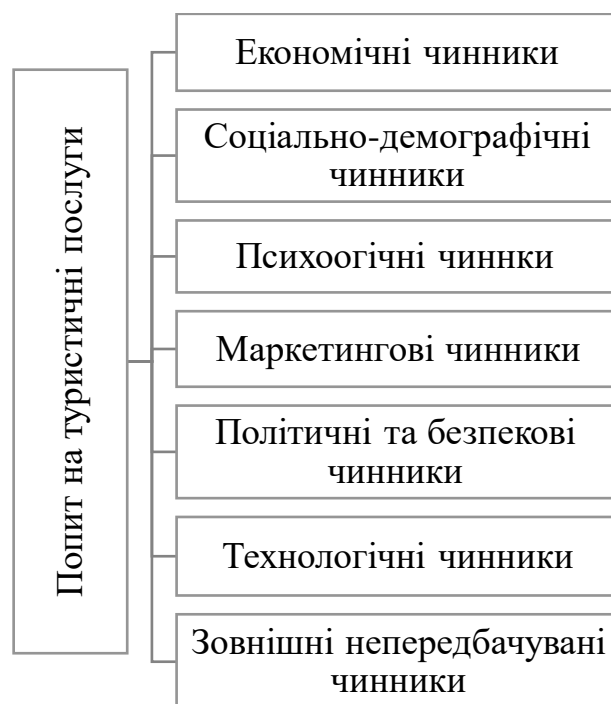 Попит на туристичні послуги
Економічні чинники
Соціально-демографічні
чинники
Психоогічні чиннки
Маркетингові чинники
Політичні та безпекові
чинники
Технологічні чинники
Зовнішні непередбачувані
чинники